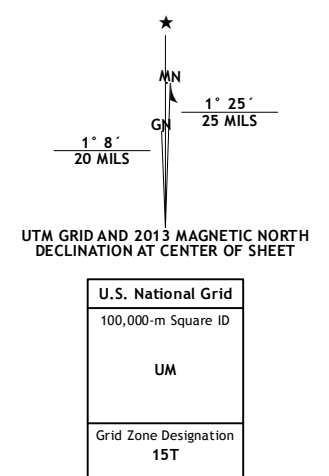 MN
1° 25´
25 MILS
GN
1° 8´
20 MILS
UTM GRID AND 2013 MAGNETIC NORTH
DECLINATION AT CENTER OF SHEET
U.S. National Grid
100,000-m Square ID
UM
Grid Zone Designation
15T